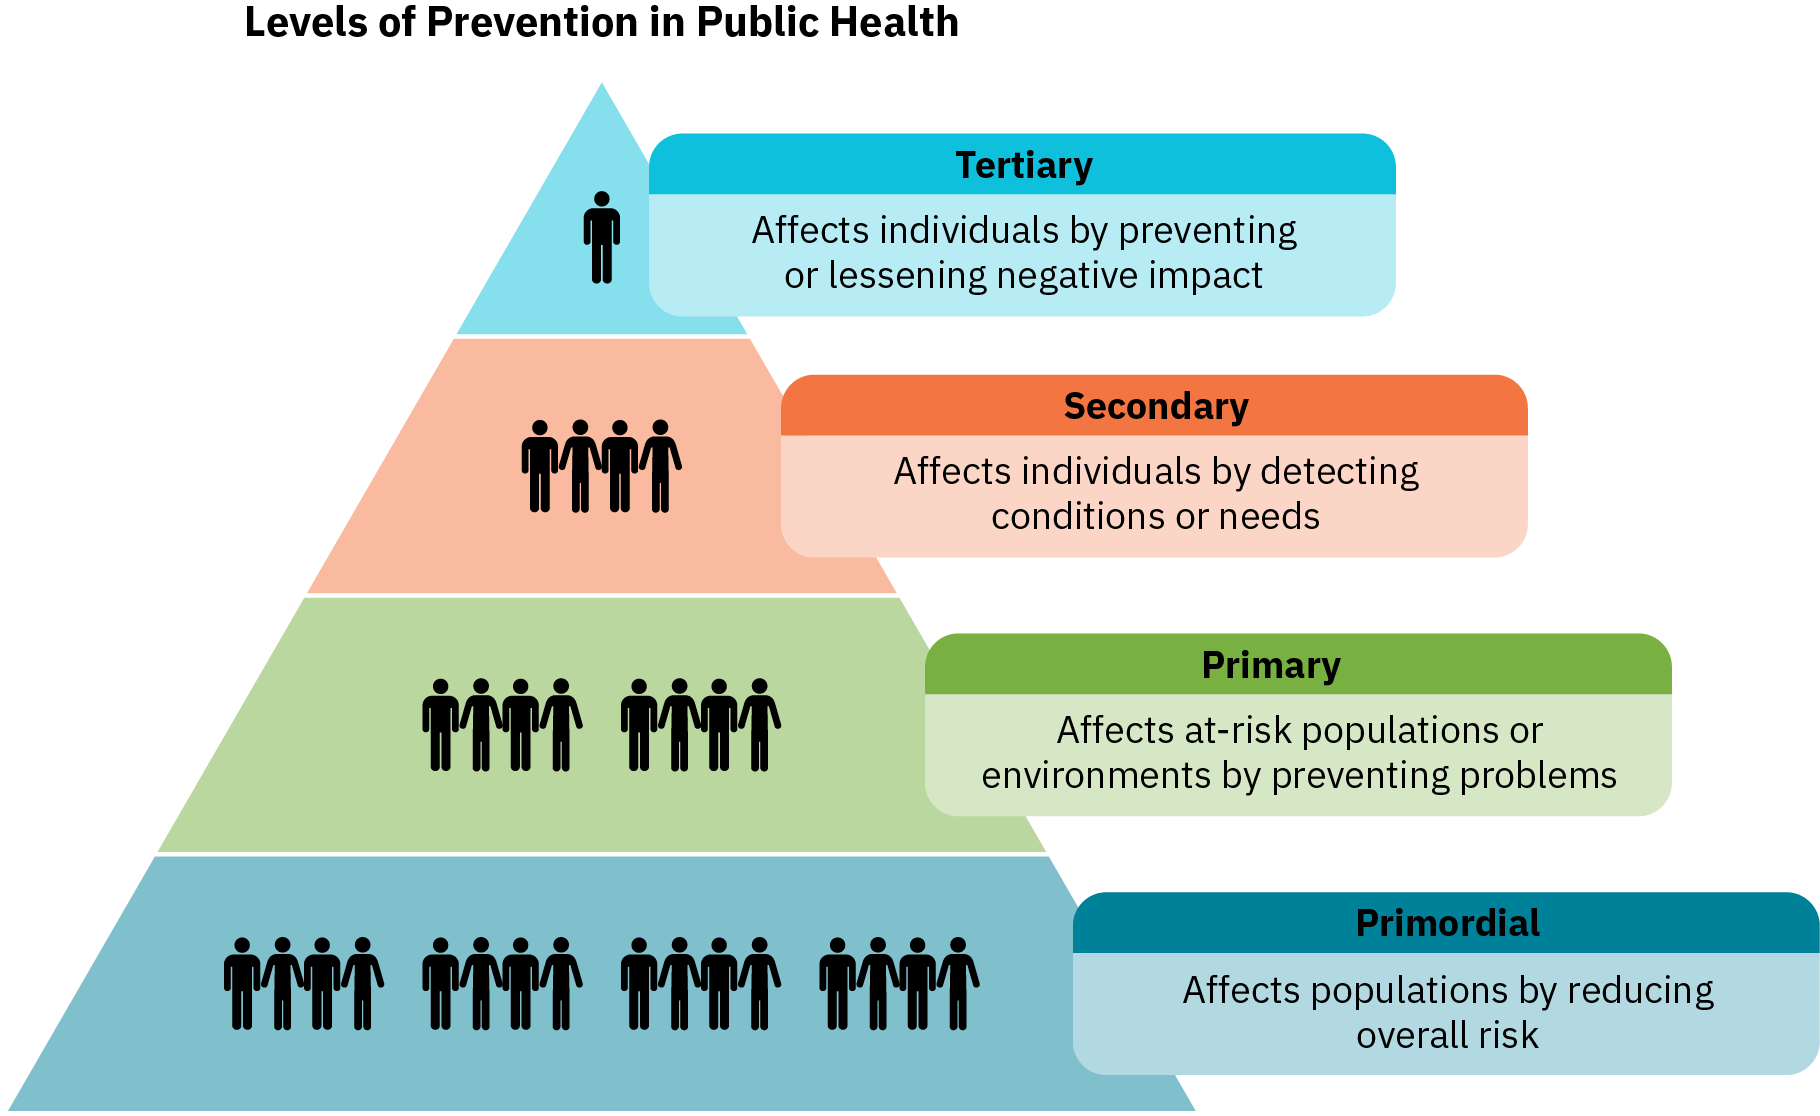 Levels of Prevention in Public Health
Tertiary
Affects individuals by preventing
or lessening negative impact
Secondary
Affects individuals by detecting
conditions or needs
Primary
Affects at-risk populations or
environments by preventing problems
Primordial
Affects populations by reducing
overall risk